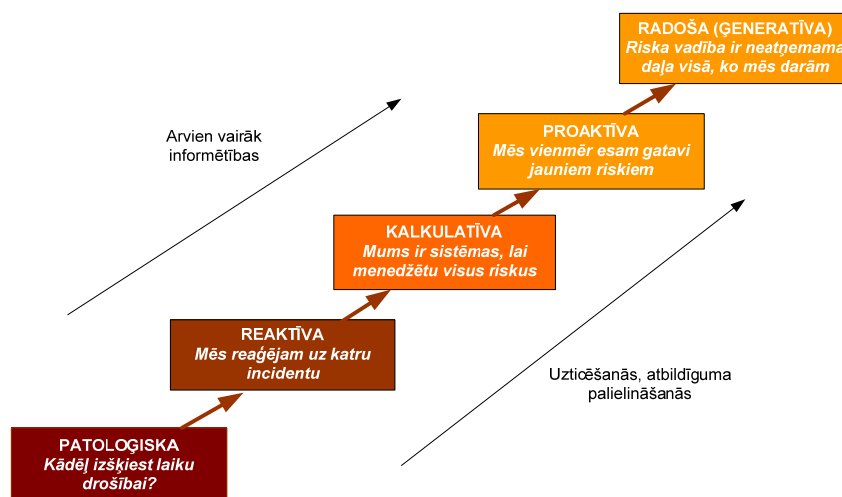 RADOŠA (ĢENERATĪVA)
Riska vadība ir neatņemama
daļa visā, ko mēs darām
Arvien vairāk
informētības
PROAKTĪVA
Mēs vienmēr esam gatavi
jauniem riskiem
KALKULATĪVA
Mums ir sistēmas, lai
menedžētu visus riskus
REAKTĪVA
Mēs reaģējam uz katru
incidentu
Uzticēšanās, atbildīguma
palielināšanās
PATOLOĢISKA
Kādēļ izšķiest laiku
drošībai?